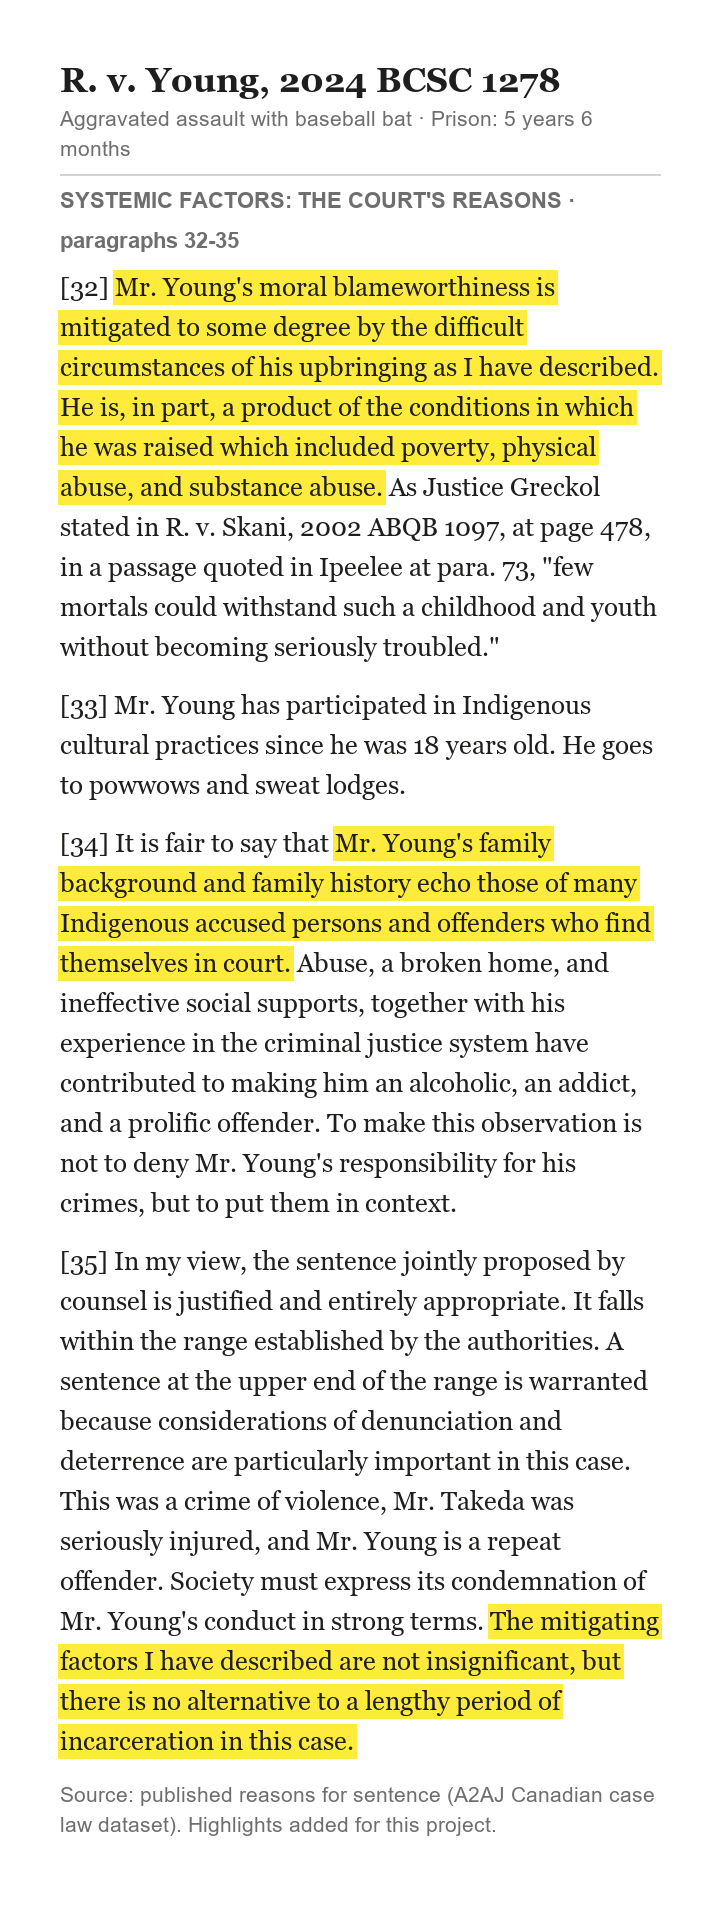 R. v. Young, 2024 BCSC 1278
Aggravated assault with baseball bat · Prison: 5 years 6
months
SYSTEMIC FACTORS: THE COURT'S REASONS ·
paragraphs 32-35
[32] Mr. Young's moral blameworthiness is
mitigated to some degree by the difficult
circumstances of his upbringing as I have described.
He is, in part, a product of the conditions in which
he was raised which included poverty, physical
abuse, and substance abuse. As Justice Greckol
stated in R. v. Skani, 2002 ABQB 1097, at page 478,
in a passage quoted in Ipeelee at para. 73, "few
mortals could withstand such a childhood and youth
without becoming seriously troubled."
[33] Mr. Young has participated in Indigenous
cultural practices since he was 18 years old. He goes
to powwows and sweat lodges.
[34] It is fair to say that Mr. Young's family
background and family history echo those of many
Indigenous accused persons and offenders who find
themselves in court. Abuse, a broken home, and
ineffective social supports, together with his
experience in the criminal justice system have
contributed to making him an alcoholic, an addict,
and a prolific offender. To make this observation is
not to deny Mr. Young's responsibility for his
crimes, but to put them in context.
[35] In my view, the sentence jointly proposed by
counsel is justified and entirely appropriate. It falls
within the range established by the authorities. A
sentence at the upper end of the range is warranted
because considerations of denunciation and
deterrence are particularly important in this case.
This was a crime of violence, Mr. Takeda was
seriously injured, and Mr. Young is a repeat
offender. Society must express its condemnation of
Mr. Young's conduct in strong terms. The mitigating
factors I have described are not insignificant, but
there is no alternative to a lengthy period of
incarceration in this case.
Source: published reasons for sentence (A2AJ Canadian case
law dataset). Highlights added for this project.